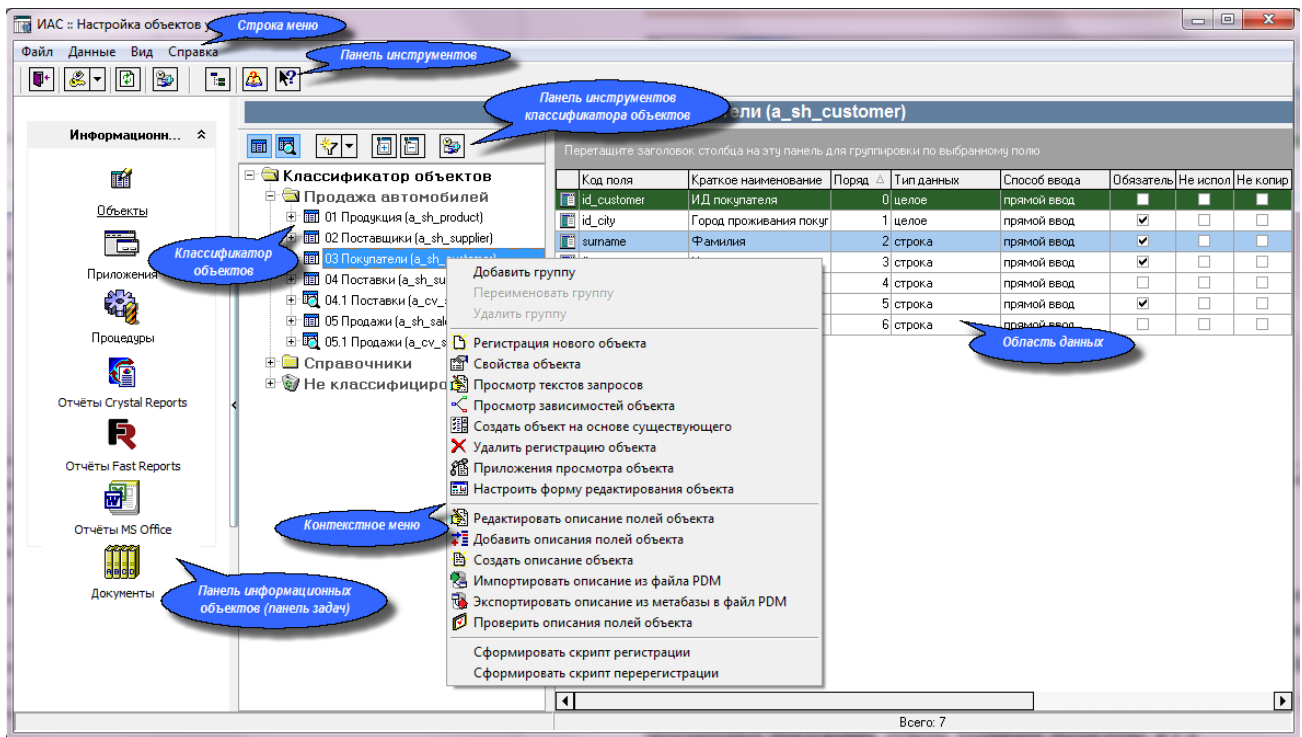 ИАС :: Настройка объектов
Строка меню
Файл Данные Вид Справка
Панель инструментов
Панель инструментов
классификатора объектов
(a_sh_customer)
Информационн...
Перетащите заголовок столбца на эту панель для группировки по выбранному полю
Код поля Краткое наименование Поряд Тип данных Способ ввода Обязатель Не испол Не копир
id_customer ИД покупателя 0 целое прямой ввод
id_city Город проживания покуг 1 целое прямой ввод
surname Фамилия 2 строка прямой ввод
3 строка прямой ввод
4 строка прямой ввод
5 строка прямой ввод
6 строка прямой ввод
Область данных
Объекты
Приложения
Процедуры
Отчёты Crystal Reports
Отчёты Fast Reports
Отчёты MS Office
Документы
Классификатор объектов
Продажа автомобилей
01 Продукция (a_sh_product)
02 Поставщики (a_sh_supplier)
03 Покупатели (a_sh_customer)
04 Поставки (a_sh_su
04.1 Поставки (a_cv_s
05 Продажи (a_sh_sal
05.1 Продажи (a_cv_s
Справочники
Не классифициро
Классификатор
объектов
Добавить группу
Переименовать группу
Удалить группу
Регистрация нового объекта
Свойства объекта
Просмотр текстов запросов
Просмотр зависимостей объекта
Создать объект на основе существующего
Удалить регистрацию объекта
Приложения просмотра объекта
Настроить форму редактирования объекта
Контекстное меню
Редактировать описание полей объекта
Добавить описания полей объекта
Создать описание объекта
Импортировать описание из файла PDM
Экспортировать описание из метабазы в файл PDM
Проверить описания полей объекта
Сформировать скрипт регистрации
Сформировать скрипт перерегистрации
Панель информационных
объектов (панель задач)
Всего: 7